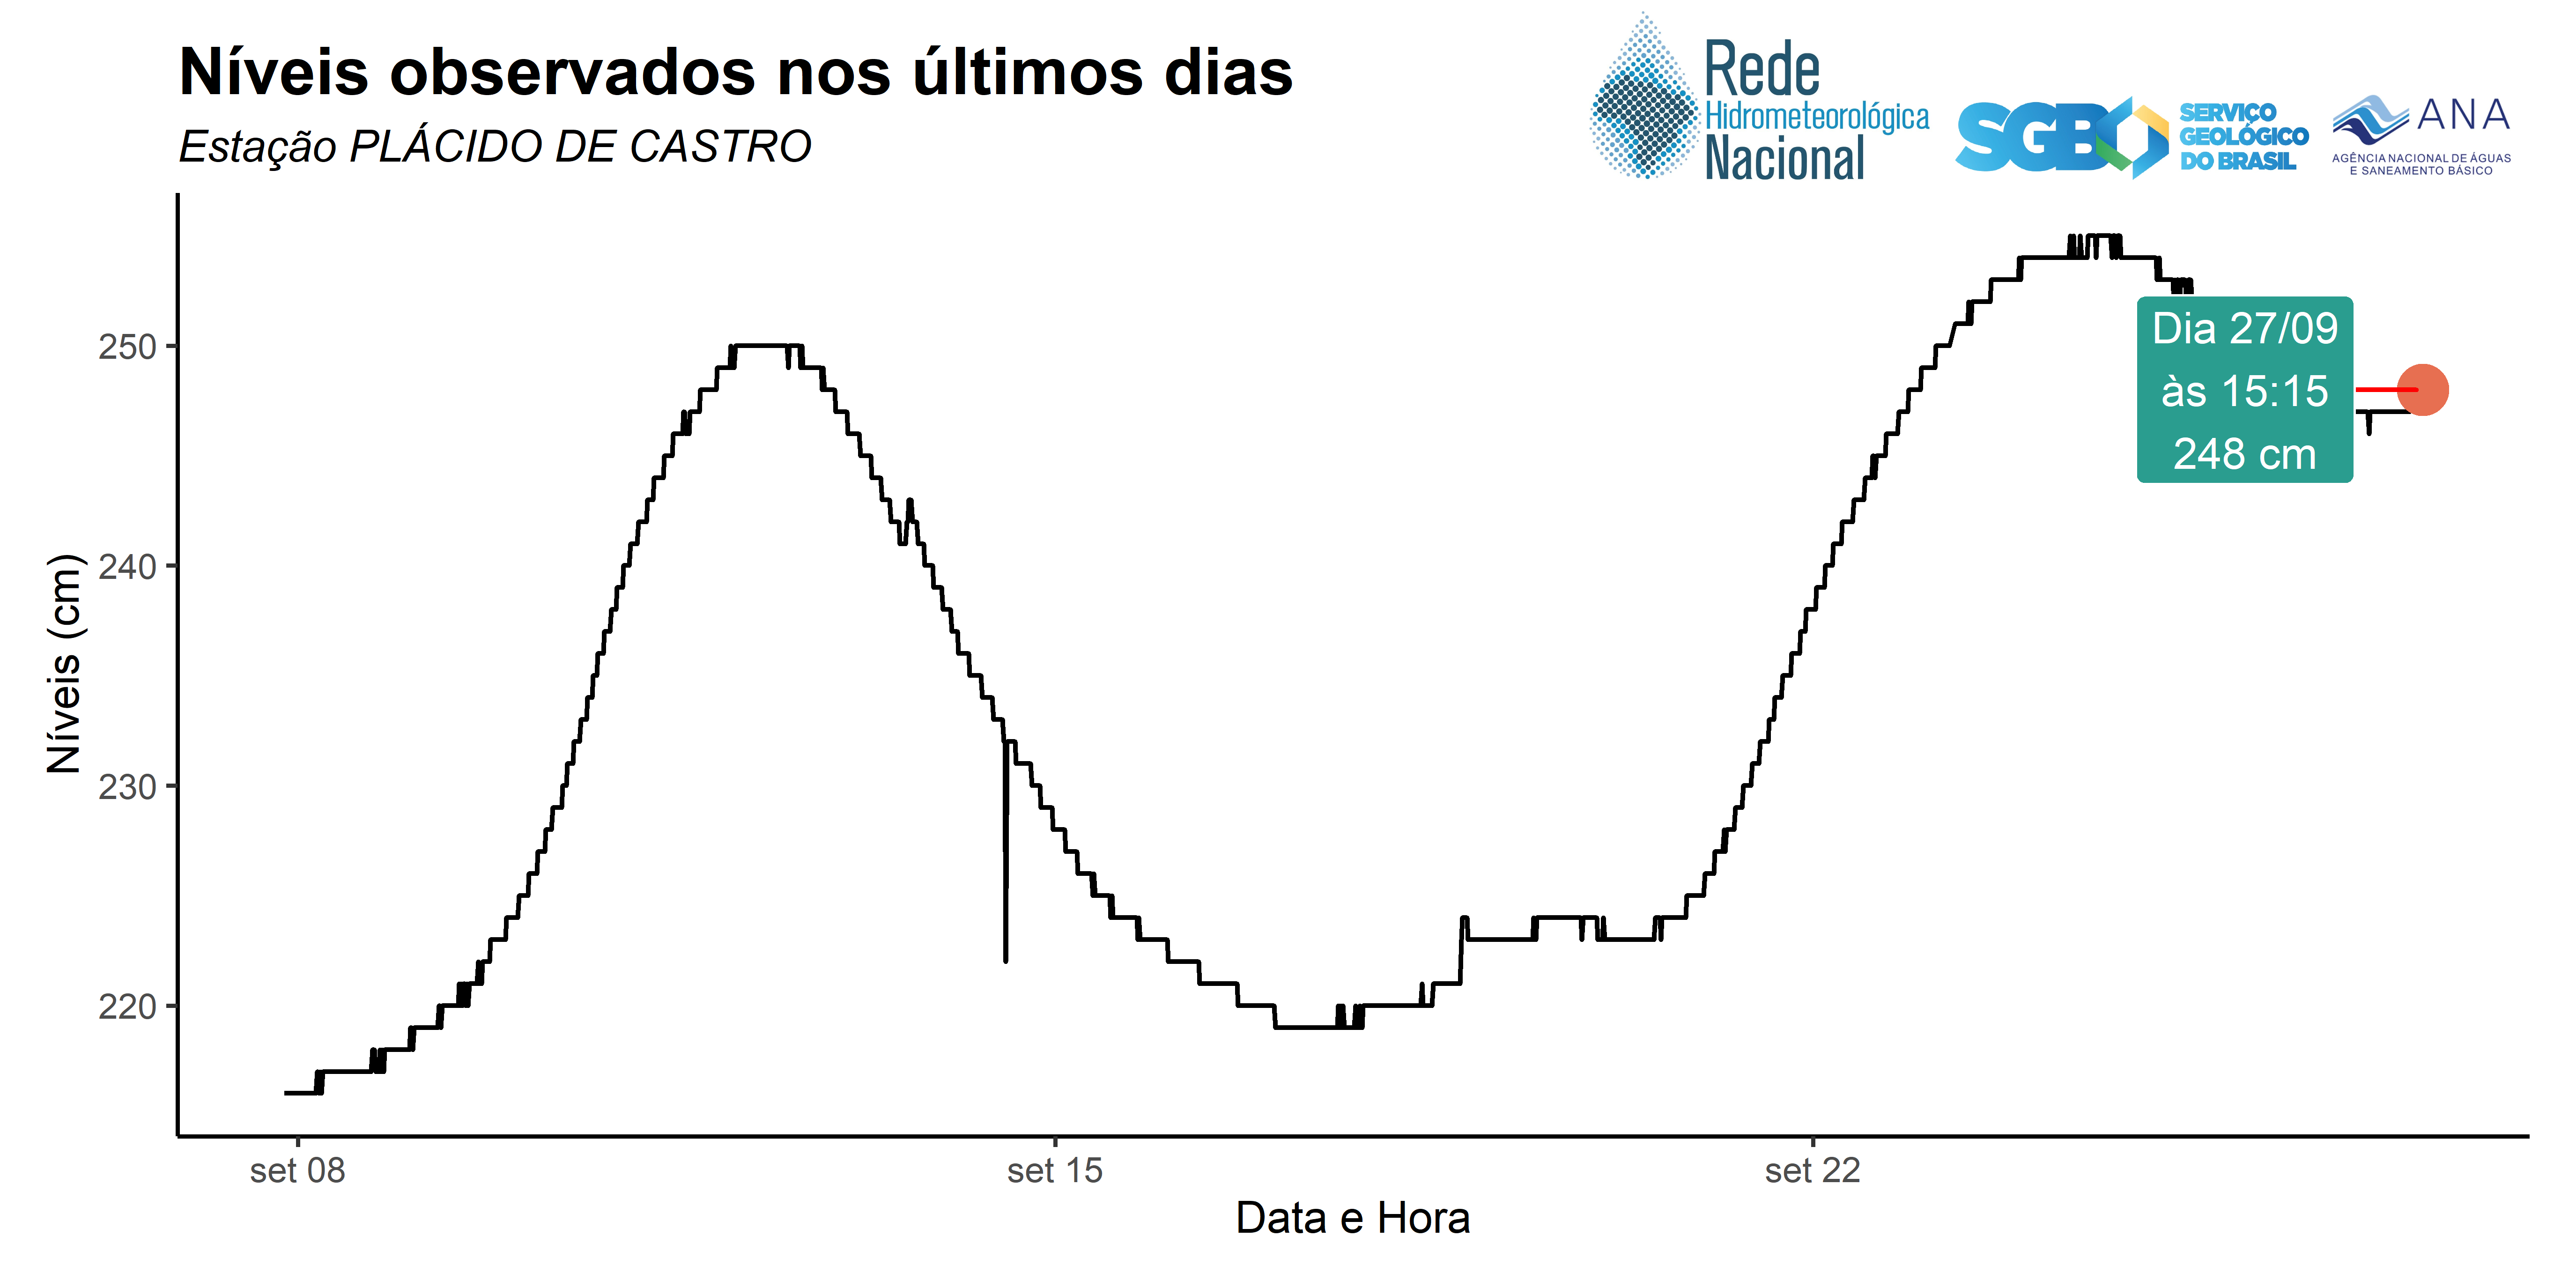 Níveis observados nos últimos dias
Estação PLÁCIDO DE CASTRO
Rede
Hidrometeorológica
Nacional
SGB
SERVIÇO
GEOLÓGICO
DO BRASIL
ANA
AGÊNCIA NACIONAL DE ÁGUAS
E SANEAMENTO BÁSICO
Níveis (cm)
250
240
230
220
Dia 27/09
às 15:15
248 cm
set 08
set 15
set 22
Data e Hora